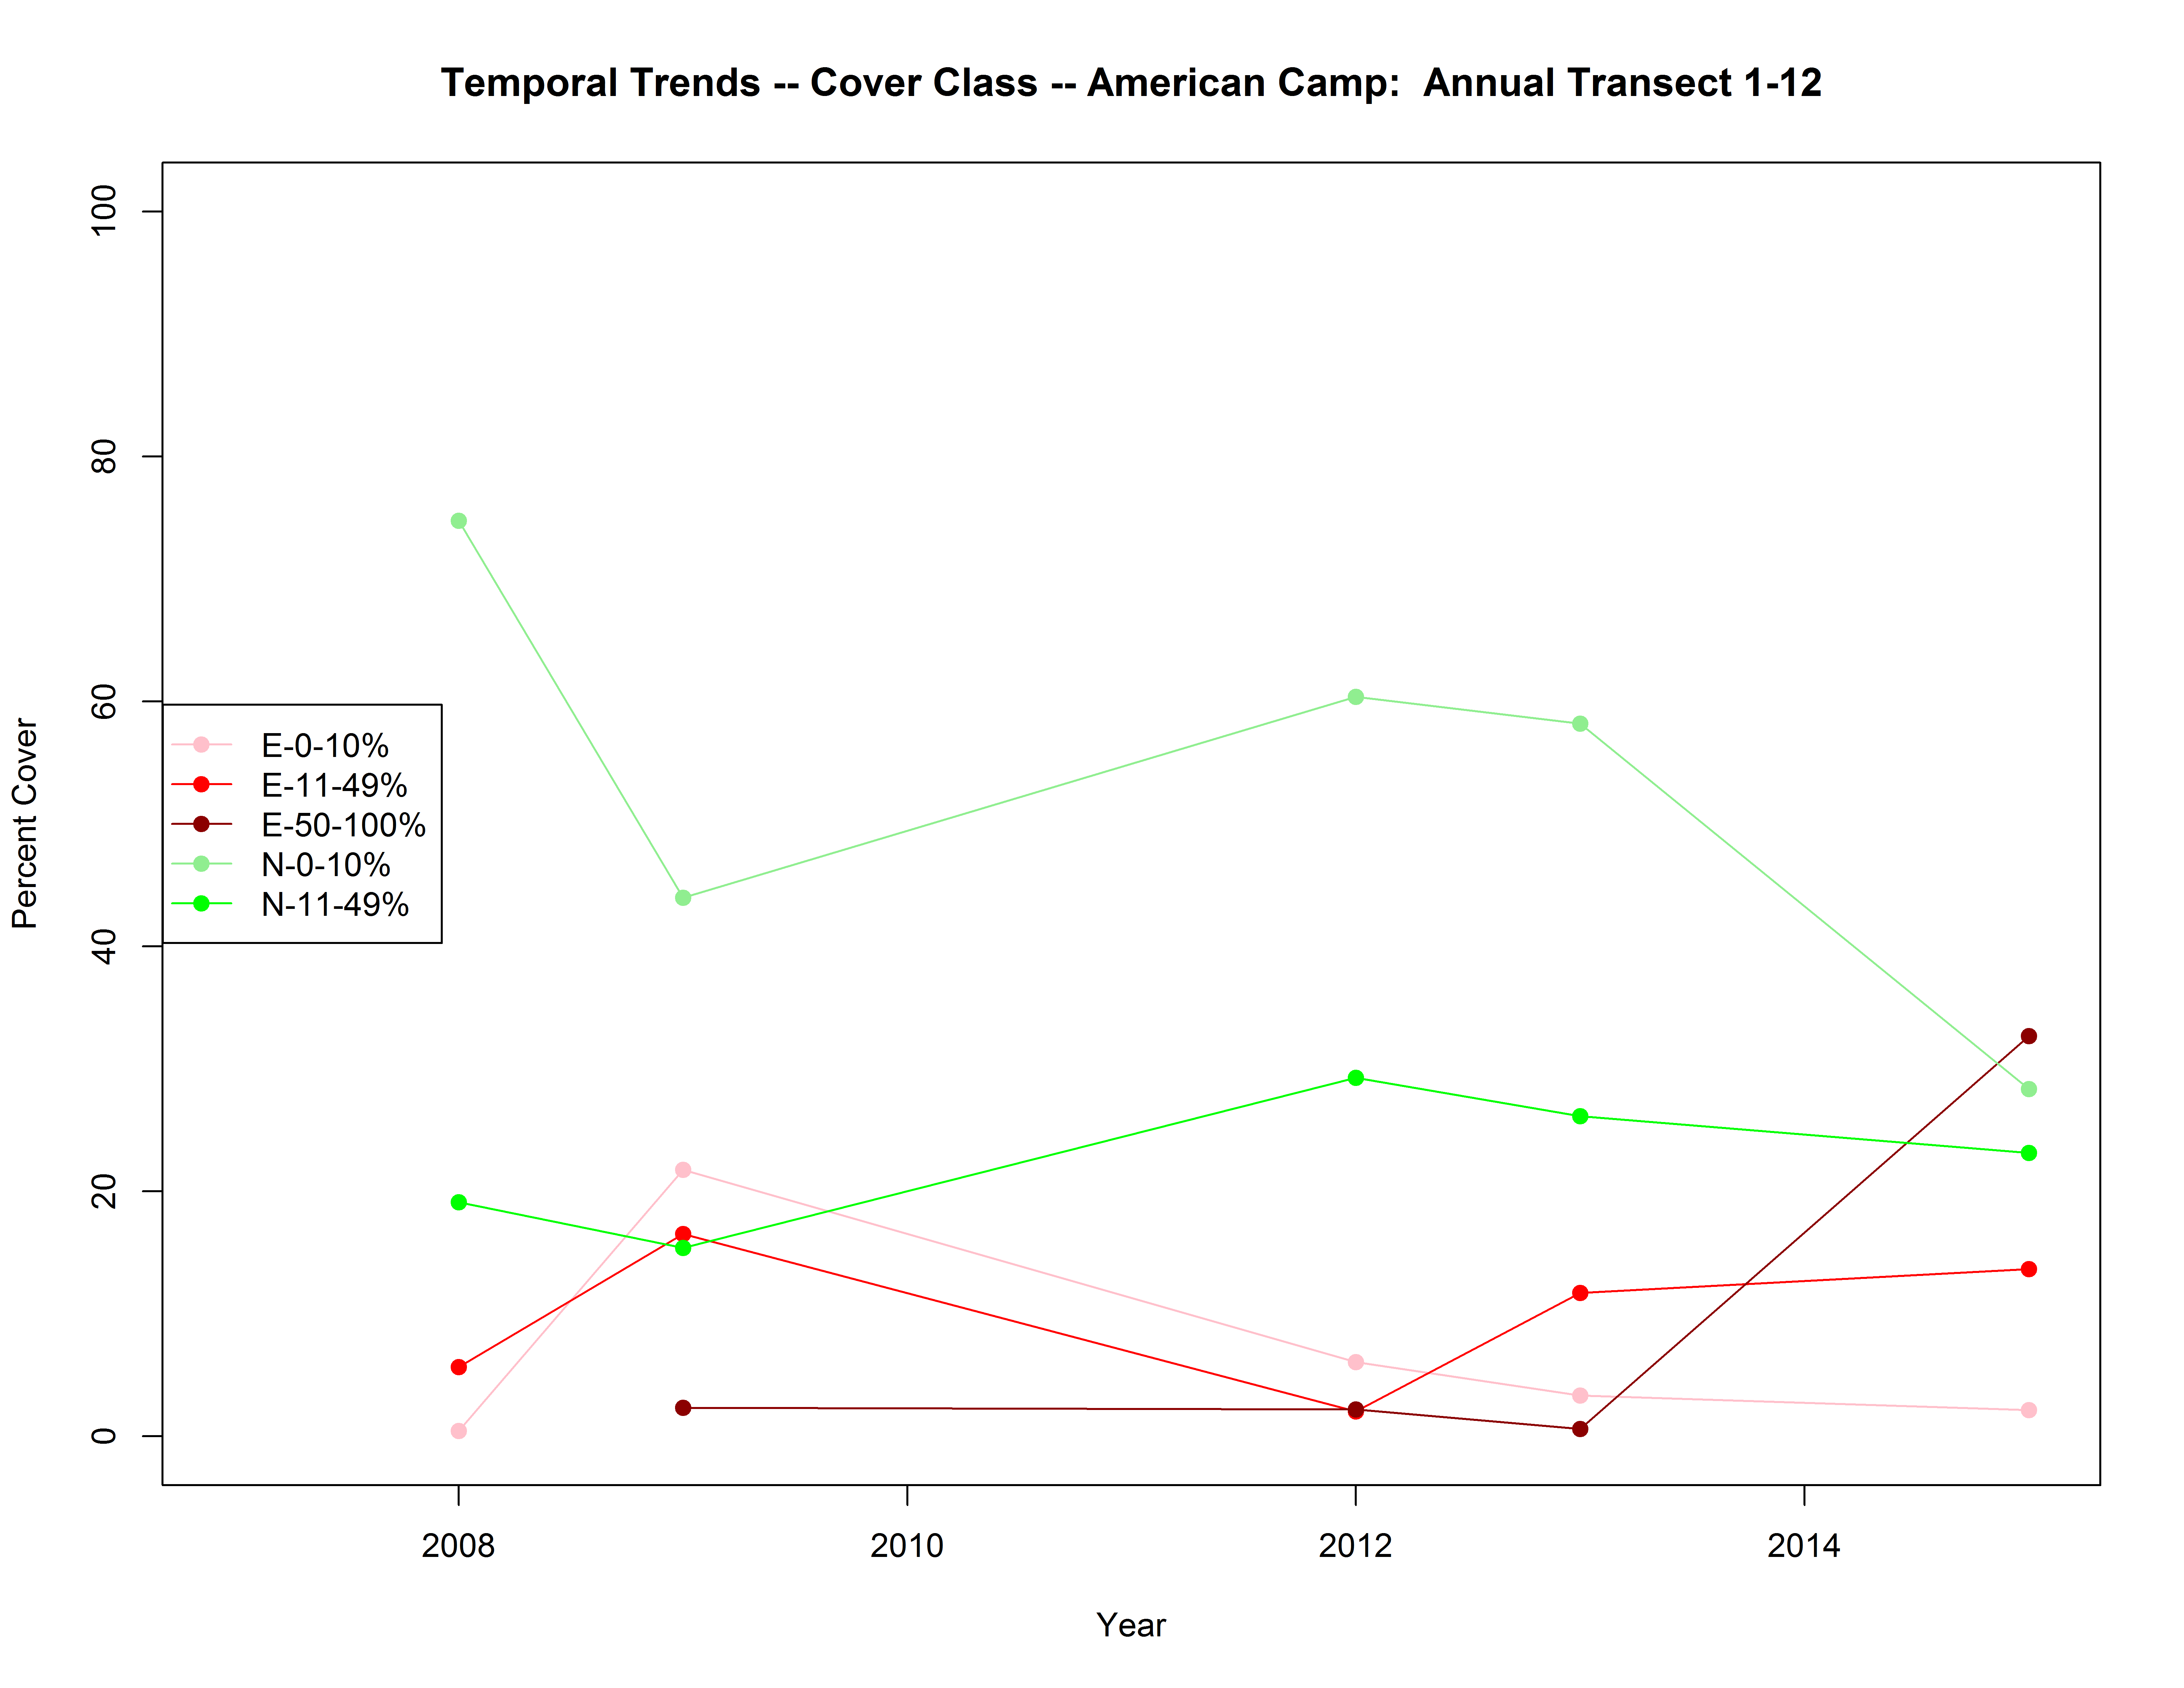 Temporal Trends -- Cover Class -- American Camp:  Annual Transect 1-12
Percent Cover
100
80
60
40
20
0
E-0-10%
E-11-49%
E-50-100%
N-0-10%
N-11-49%
2008
2010
2012
2014
Year